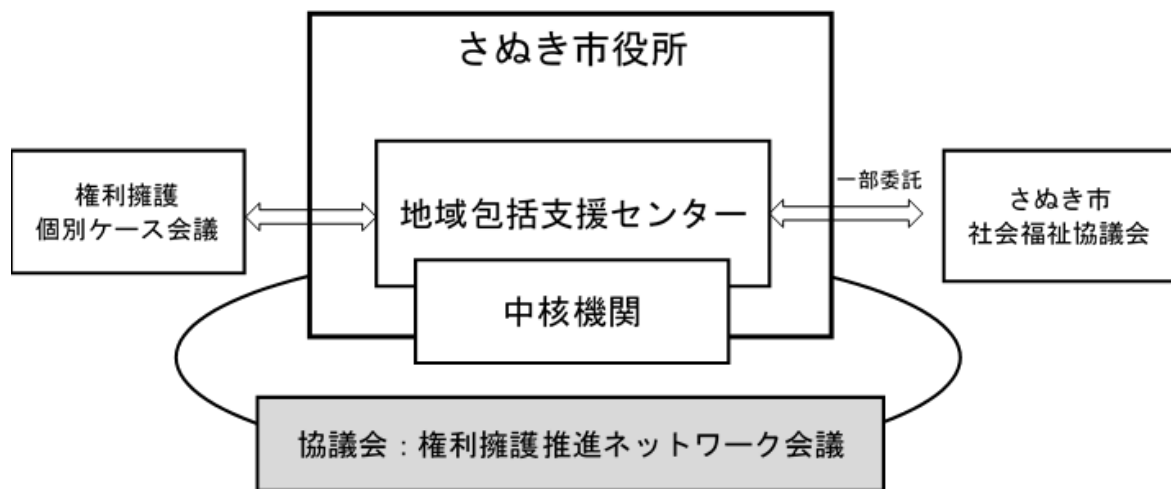 さぬき市役所
権利擁護
個別ケース会議
地域包括支援センター
一部委託
さぬき市
社会福祉協議会
中核機関
協議会：権利擁護推進ネットワーク会議